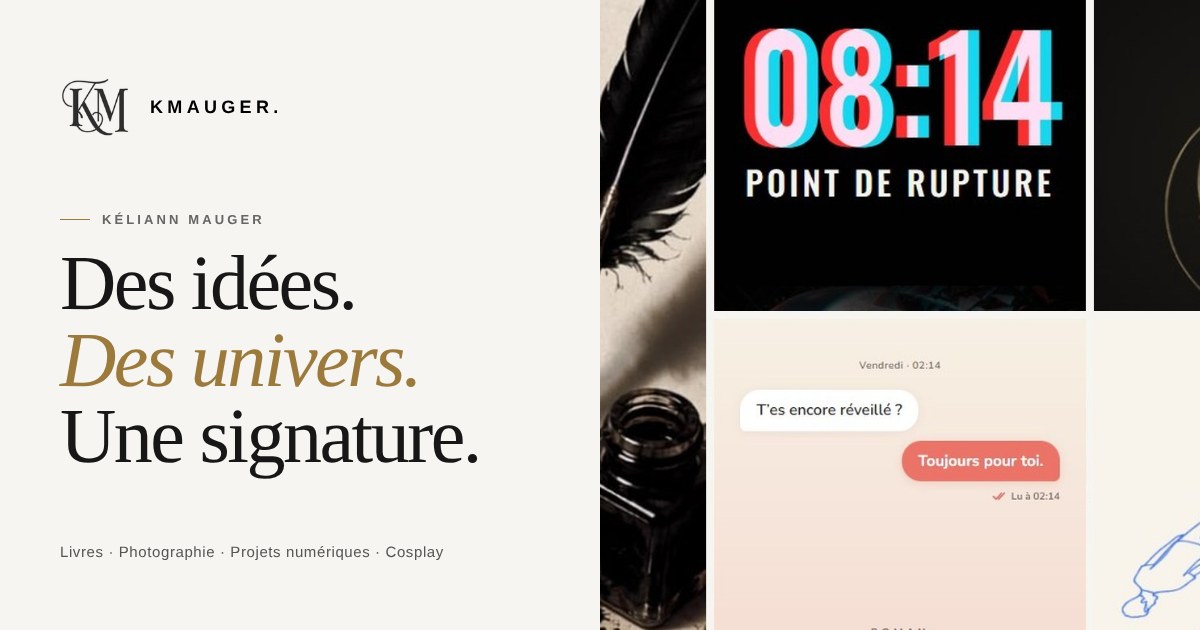 KM
KMAUGER.
KÉLIANN MAUGER
Des idées.
Des univers.
Une signature.
Livres · Photographie · Projets numériques · Cosplay
08:14
POINT DE RUPTURE
Vendredi · 02:14
T’es encore réveillé ?
Toujours pour toi.
Lu à 02:14